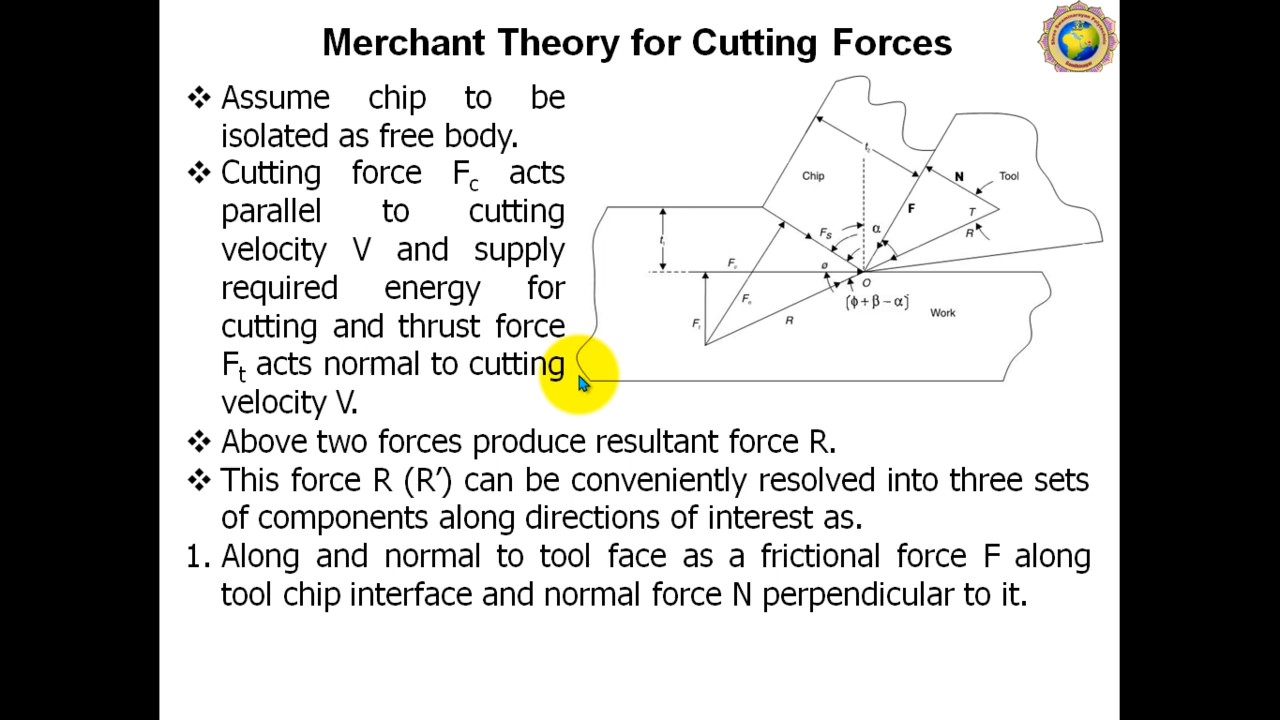 Merchant Theory for Cutting Forces
❖ Assume chip to be
isolated as free body.
❖ Cutting force Fc acts
parallel to cutting
velocity V and supply
required energy for
cutting and thrust force
Ft acts normal to cutting
velocity V.
❖ Above two forces produce resultant force R.
❖ This force R (R′) can be conveniently resolved into three sets
of components along directions of interest as.
1. Along and normal to tool face as a frictional force F along
tool chip interface and normal force N perpendicular to it.
Chip
N
Tool
F
T
R
α
Fs
ø
O
(ϕ+β−α)
Work
R